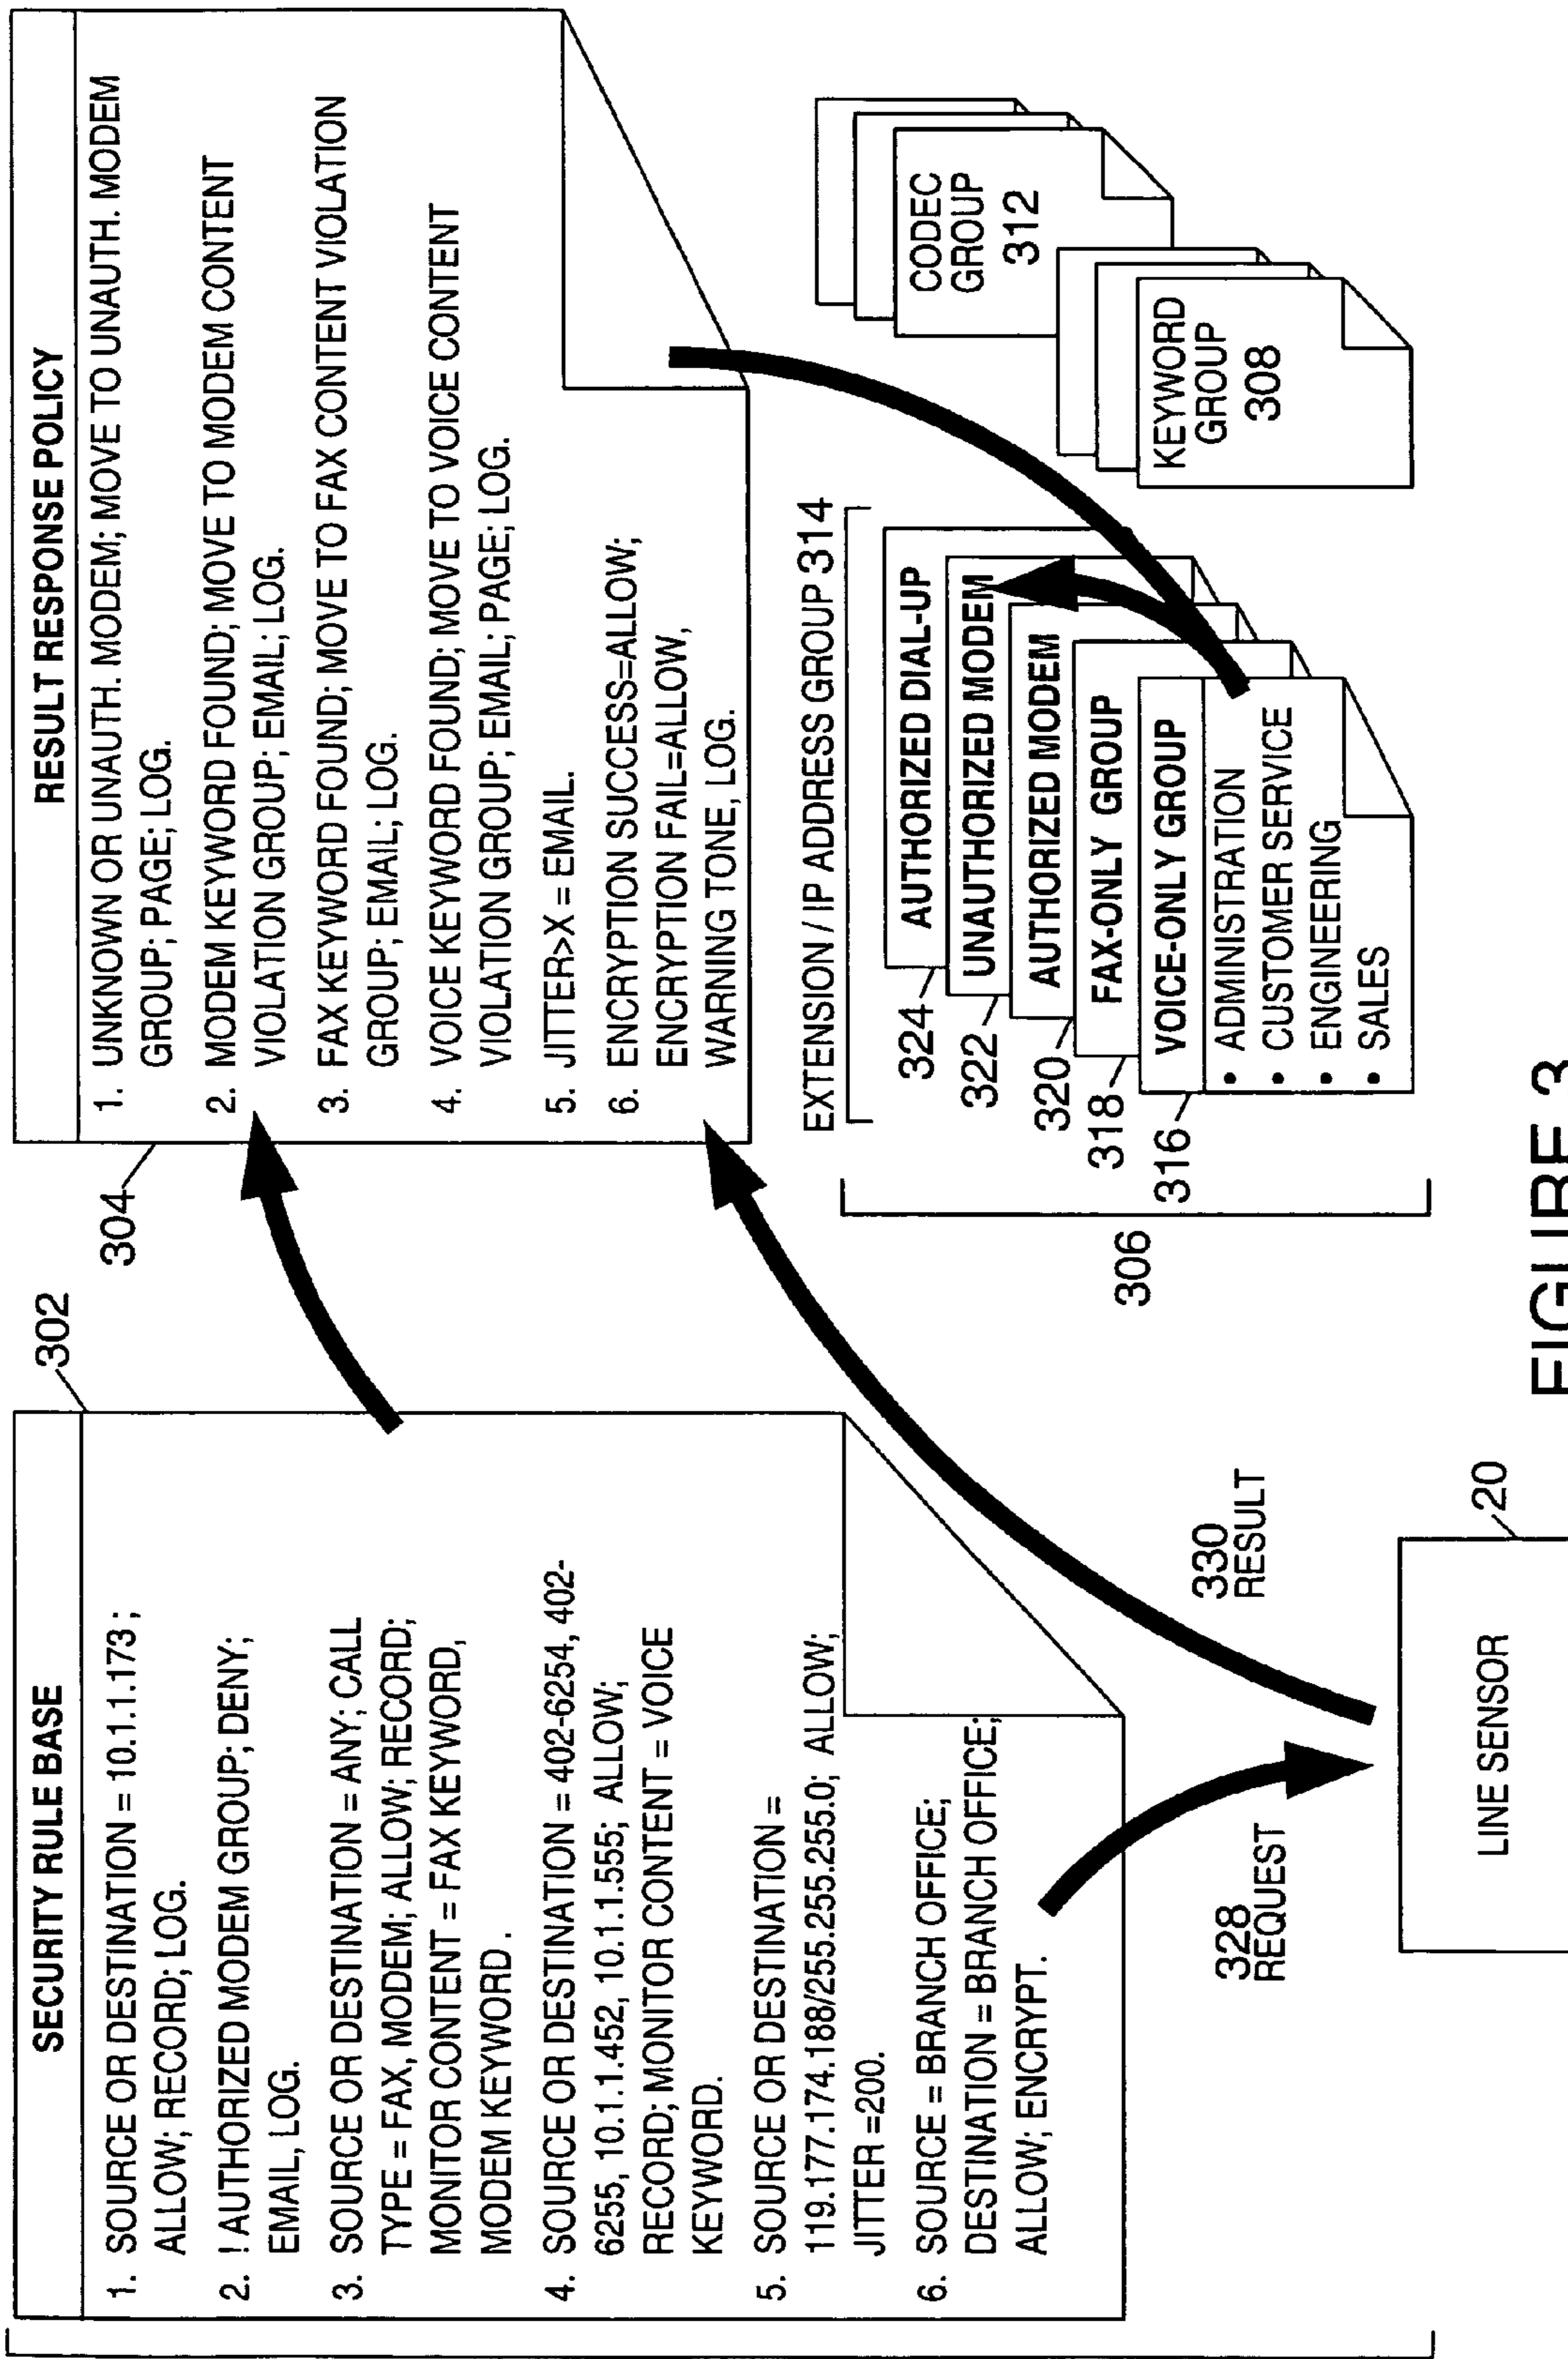 SECURITY RULE BASE
1. SOURCE OR DESTINATION = 10.1.1.173 ;
ALLOW; RECORD; LOG.
2. ! AUTHORIZED MODEM GROUP; DENY;
EMAIL, LOG.
3. SOURCE OR DESTINATION = ANY; CALL
TYPE = FAX, MODEM; ALLOW; RECORD;
MONITOR CONTENT = FAX KEYWORD,
MODEM KEYWORD .
4. SOURCE OR DESTINATION = 402-6254, 402-
6255, 10.1.1.452, 10.1.1.555; ALLOW;
RECORD; MONITOR CONTENT = VOICE
KEYWORD.
5. SOURCE OR DESTINATION =
119.177.174.188/255.255.255.0; ALLOW;
JITTER =200.
6. SOURCE = BRANCH OFFICE;
DESTINATION = BRANCH OFFICE;
ALLOW; ENCRYPT.
302
304
RESULT RESPONSE POLICY
1. UNKNOWN OR UNAUTH. MODEM; MOVE TO UNAUTH. MODEM
GROUP; PAGE; LOG.
2. MODEM KEYWORD FOUND; MOVE TO MODEM CONTENT
VIOLATION GROUP; EMAIL; LOG.
3. FAX KEYWORD FOUND; MOVE TO FAX CONTENT VIOLATION
GROUP; EMAIL; LOG.
4. VOICE KEYWORD FOUND; MOVE TO VOICE CONTENT
VIOLATION GROUP; EMAIL; PAGE; LOG.
5. JITTER>X = EMAIL.
6. ENCRYPTION SUCCESS=ALLOW;
ENCRYPTION FAIL=ALLOW,
WARNING TONE, LOG.
EXTENSION / IP ADDRESS GROUP 314
324
AUTHORIZED DIAL-UP
322
UNAUTHORIZED MODEM
320
AUTHORIZED MODEM
318
FAX-ONLY GROUP
316
VOICE-ONLY GROUP
• ADMINISTRATION
• CUSTOMER SERVICE
• ENGINEERING
• SALES
306
CODEC
GROUP
312
KEYWORD
GROUP
308
328
REQUEST
330
RESULT
LINE SENSOR
20
FIGURE 3